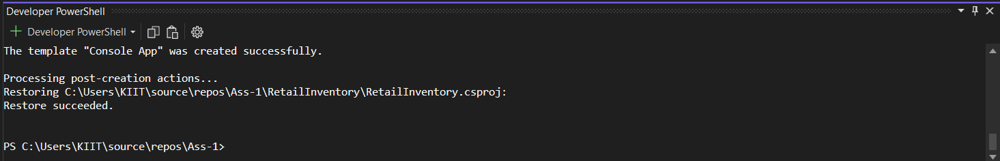 Developer PowerShell
Developer PowerShell
The template "Console App" was created successfully.
Processing post-creation actions...
Restoring C:\Users\KIIT\source\repos\Ass-1\RetailInventory\RetailInventory.csproj:
Restore succeeded.
PS C:\Users\KIIT\source\repos\Ass-1>